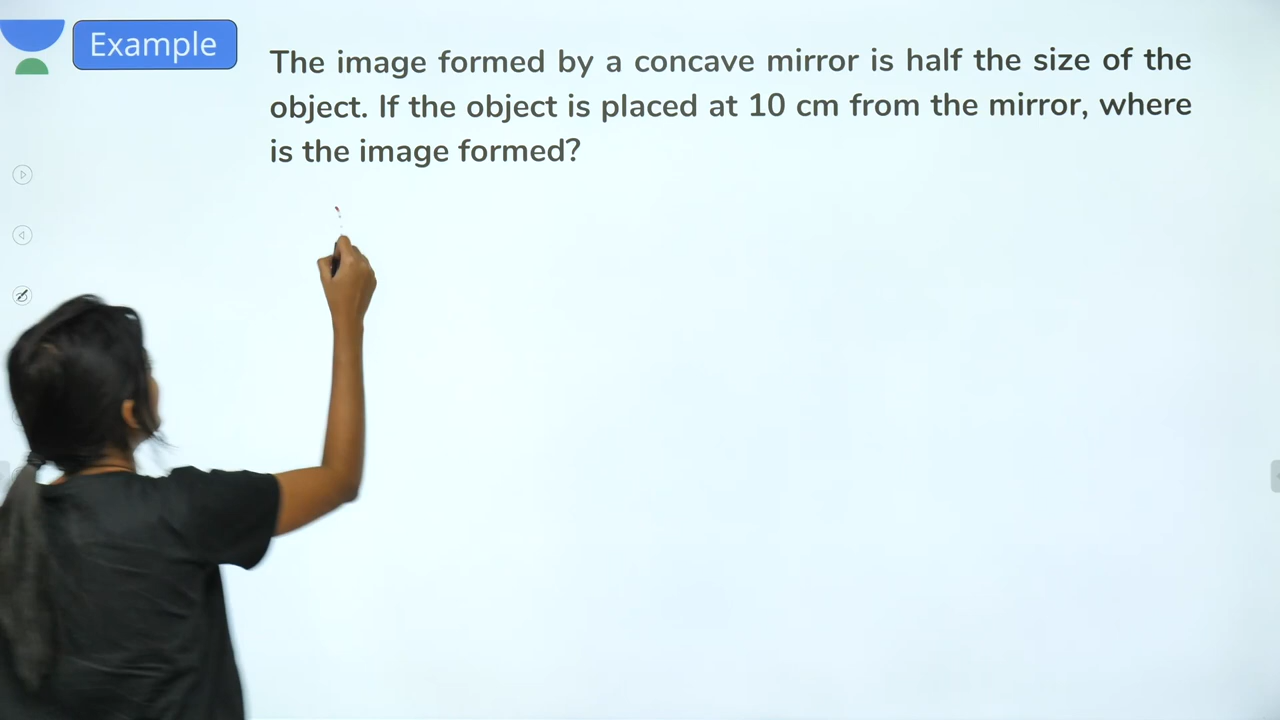 Example
The image formed by a concave mirror is half the size of the
object. If the object is placed at 10 cm from the mirror, where
is the image formed?